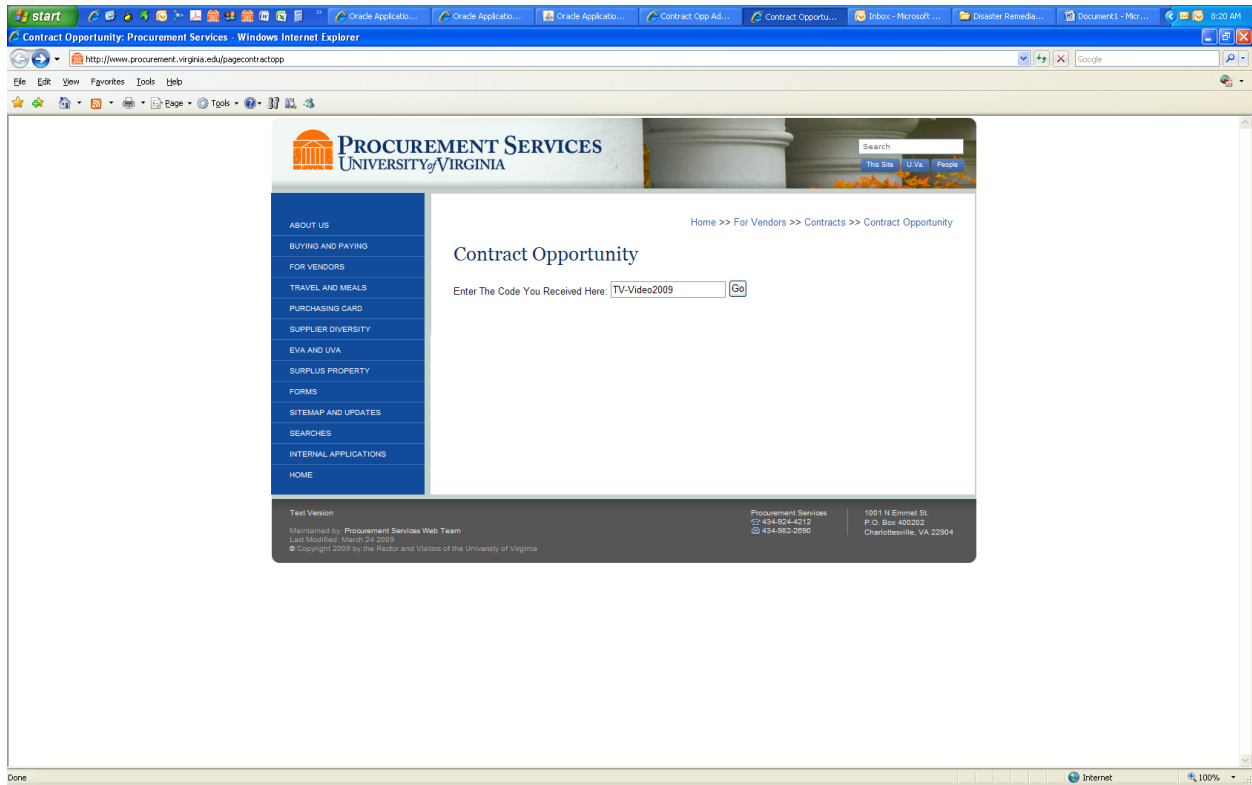 start
Oracle Applicatio...
Oracle Applicatio...
Oracle Applicatio...
Contract Opp Ad...
Contract Opportu...
Inbox - Microsoft ...
Disaster Remedia...
Document1 - Micr...
8:20 AM
Contract Opportunity: Procurement Services - Windows Internet Explorer
http://www.procurement.virginia.edu/pagecontractopp
Google
File Edit View Favorites Tools Help
Page Tools
PROCUREMENT SERVICES
UNIVERSITY of VIRGINIA
Search
This Site U.Va. People
ABOUT US
BUYING AND PAYING
FOR VENDORS
TRAVEL AND MEALS
PURCHASING CARD
SUPPLIER DIVERSITY
EVA AND UVA
SURPLUS PROPERTY
FORMS
SITEMAP AND UPDATES
SEARCHES
INTERNAL APPLICATIONS
HOME
Home >> For Vendors >> Contracts >> Contract Opportunity
Contract Opportunity
Enter The Code You Received Here: TV-Video2009 Go
Text Version
Maintained by: Procurement Services Web Team
Last Modified: March 24 2009
© Copyright 2009 by the Rector and Visitors of the University of Virginia
Procurement Services
434-924-4212
434-982-2690
1001 N Emmet St.
P.O. Box 400202
Charlottesville, VA 22904
Done
Internet
100%